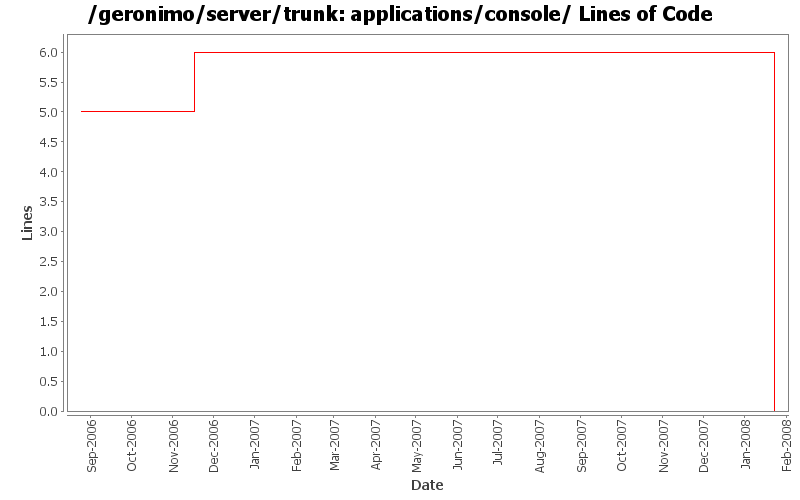 /geronimo/server/trunk: applications/console/ Lines of Code
6.0
5.5
5.0
4.5
4.0
3.5
3.0
2.5
2.0
1.5
1.0
0.5
0.0
Lines
Sep-2006
Oct-2006
Nov-2006
Dec-2006
Jan-2007
Feb-2007
Mar-2007
Apr-2007
May-2007
Jun-2007
Jul-2007
Aug-2007
Sep-2007
Oct-2007
Nov-2007
Dec-2007
Jan-2008
Feb-2008
Date